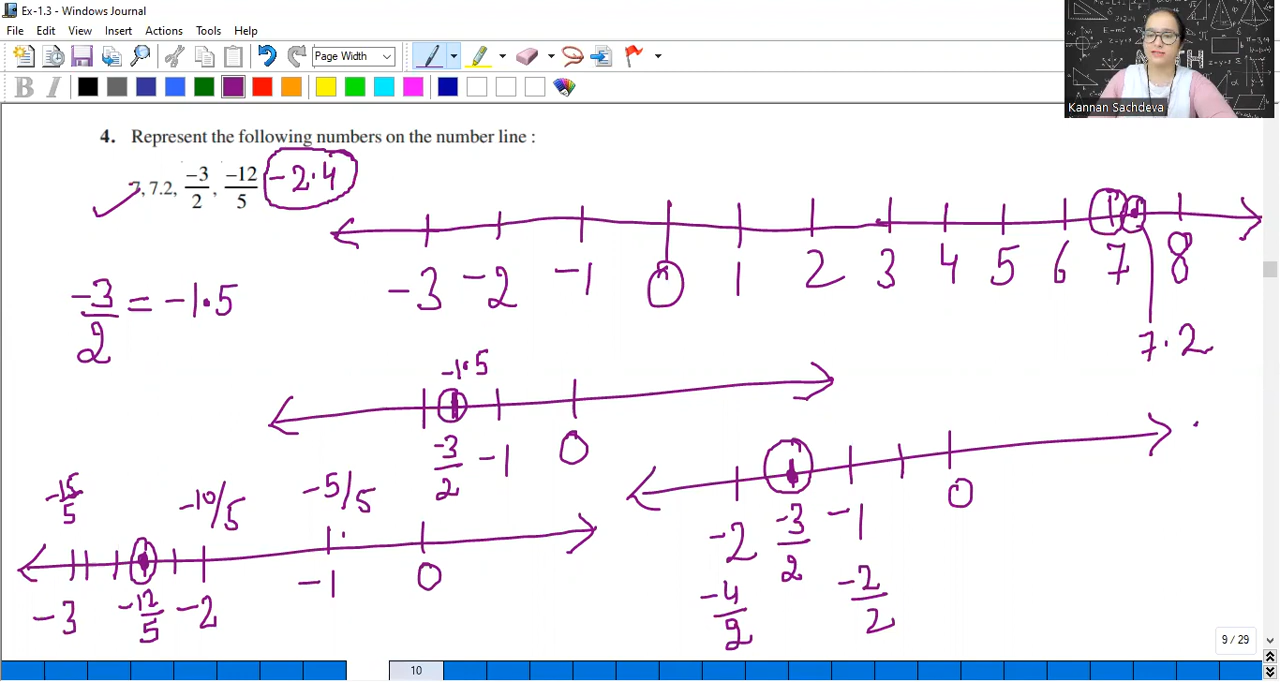 Ex-1.3 - Windows Journal
File Edit View Insert Actions Tools Help
Page Width
B I
Kannan Sachdeva
4. Represent the following numbers on the number line :
7, 7.2, -3/2, -12/5 -2.4
-3 -2 -1 0 1 2 3 4 5 6 7 8
7.2
-3/2 = -1.5
-1.5
-3/2 -1 0
-2 -3/2 -1 0
-4/2 -2/2
-15/5 -10/5 -5/5
-3 -12/5 -2 -1 0
9 / 29
10